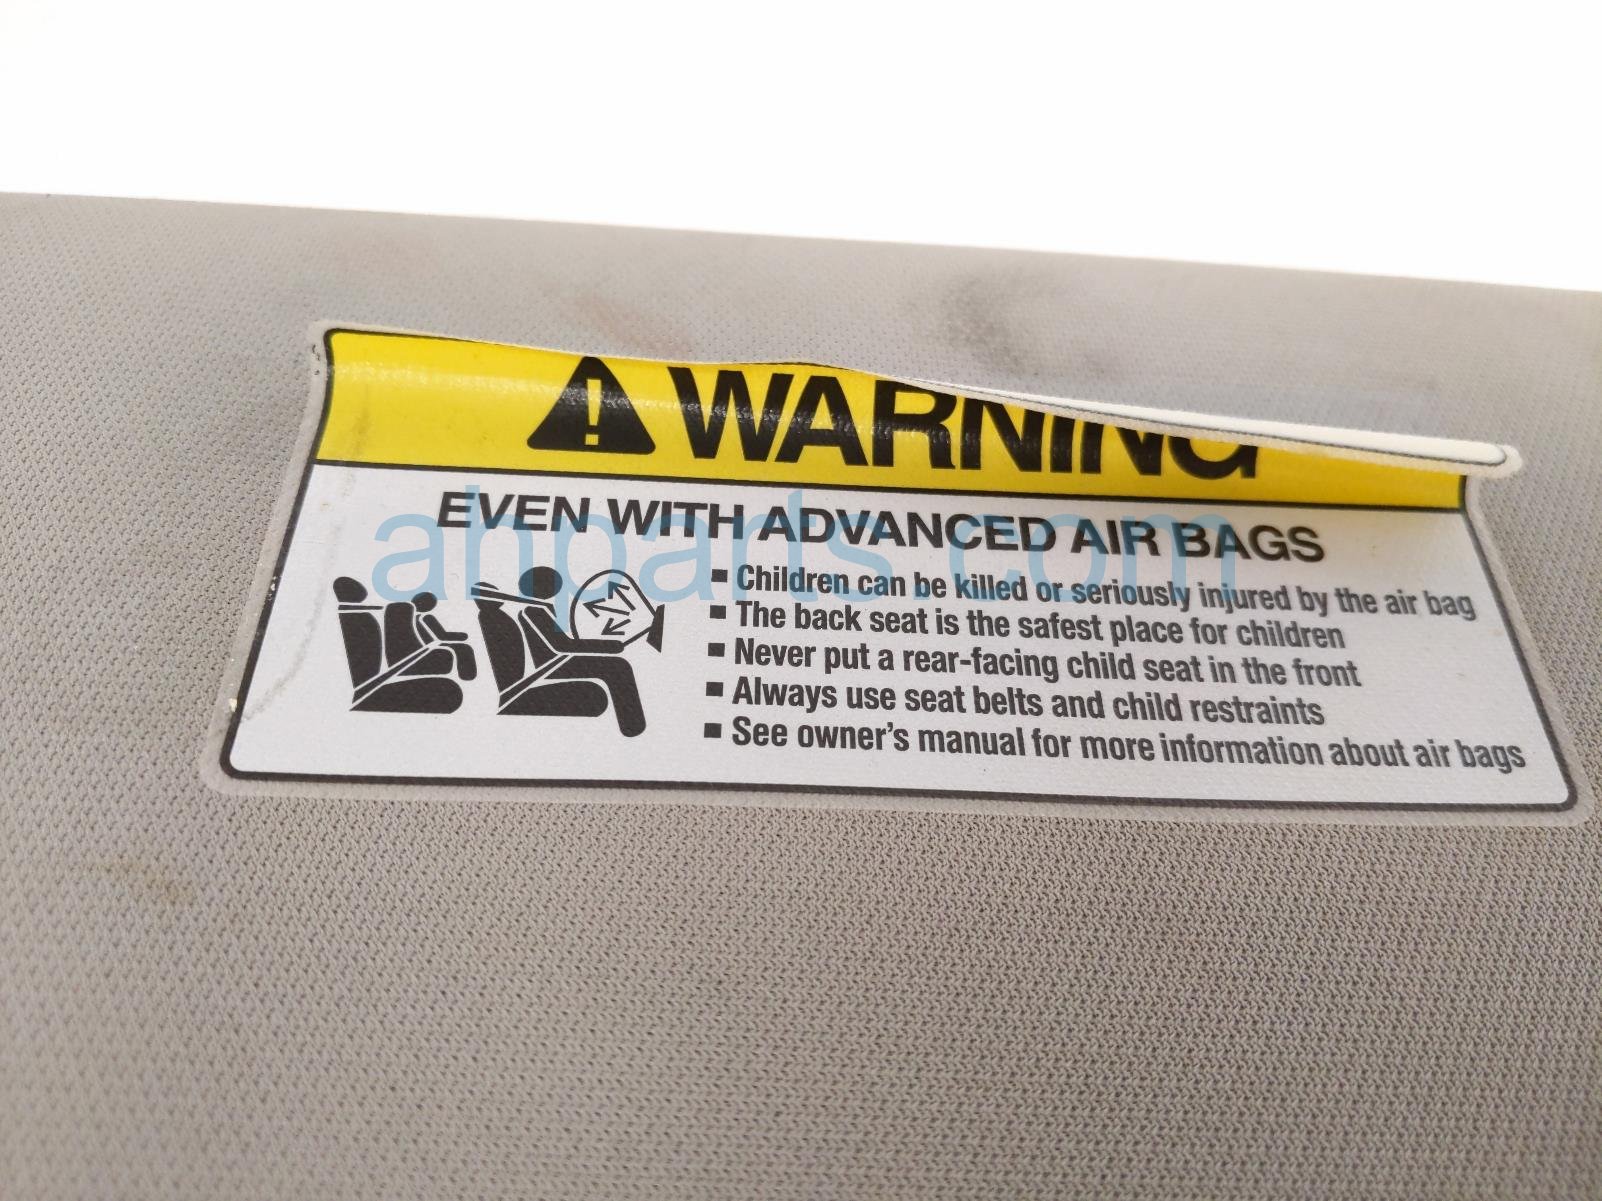 WARNING
EVEN WITH ADVANCED AIR BAGS
▪ Children can be killed or seriously injured by the air bag
▪ The back seat is the safest place for children
▪ Never put a rear-facing child seat in the front
▪ Always use seat belts and child restraints
▪ See owner's manual for more information about air bags
ahparts.com